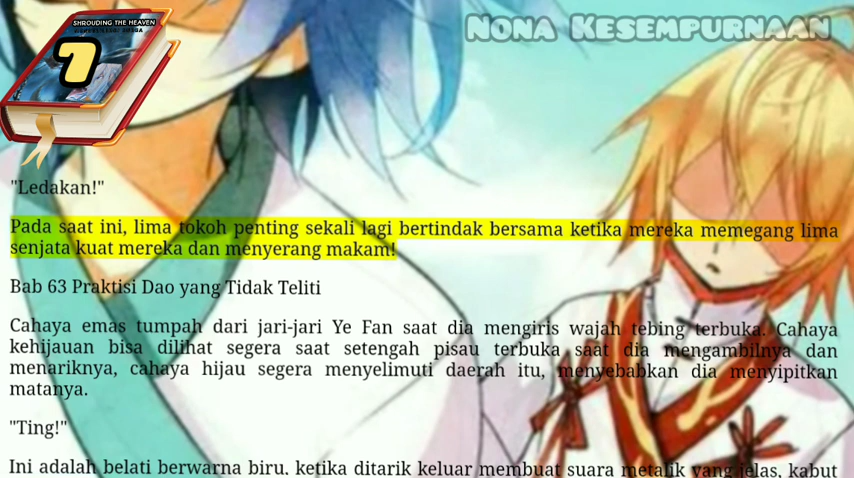 SHROUDING THE HEAVEN
7
Nona Kesempurnaan
"Ledakan!"
Pada saat ini, lima tokoh penting sekali lagi bertindak bersama ketika mereka memegang lima
senjata kuat mereka dan menyerang makam!
Bab 63 Praktisi Dao yang Tidak Teliti
Cahaya emas tumpah dari jari-jari Ye Fan saat dia mengiris wajah tebing terbuka. Cahaya
kehijauan bisa dilihat segera saat setengah pisau terbuka saat dia mengambilnya dan
menariknya, cahaya hijau segera menyelimuti daerah itu, menyebabkan dia menyipitkan
matanya.
"Ting!"
Ini adalah belati berwarna biru, ketika ditarik keluar membuat suara metalik yang jelas, kabut